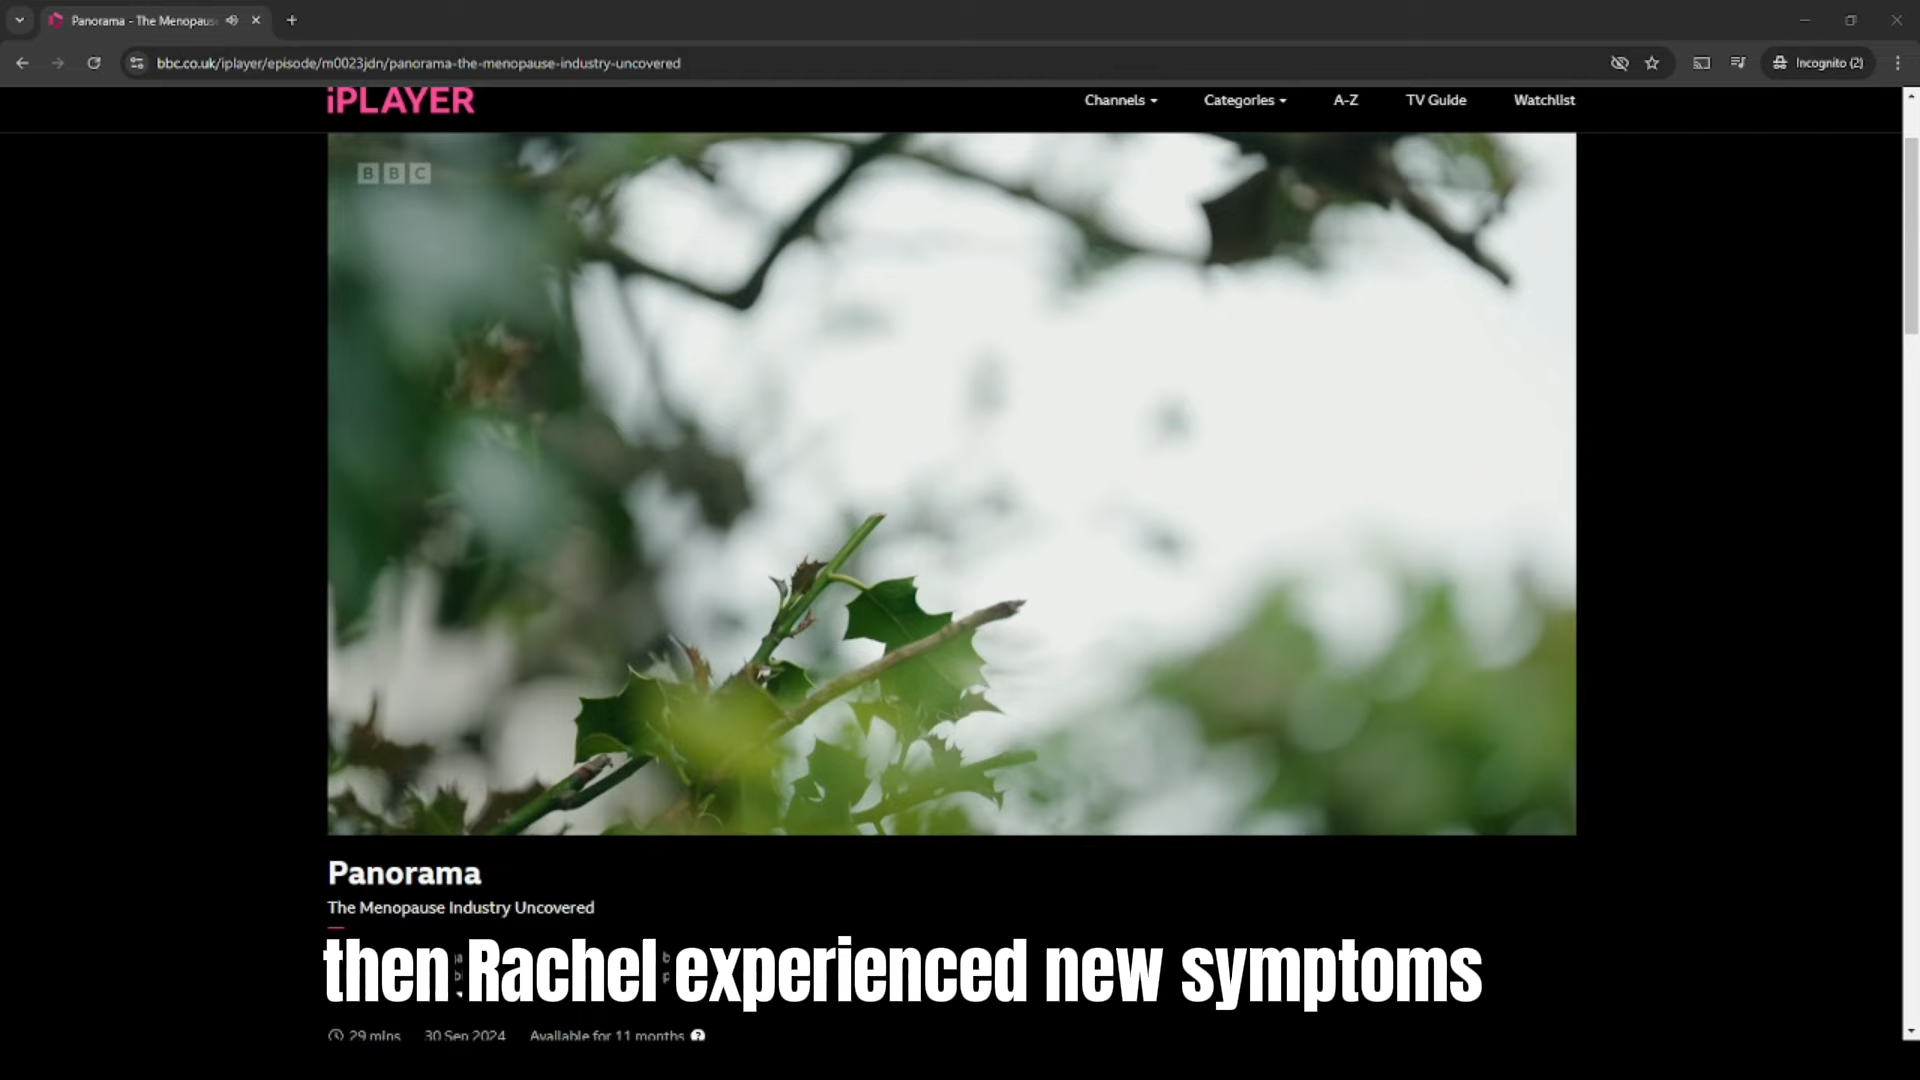 Panorama - The Menopaus
bbc.co.uk/iplayer/episode/m0023jdn/panorama-the-menopause-industry-uncovered
Incognito (2)
iPLAYER
Channels
Categories
A-Z
TV Guide
Watchlist
BBC
Panorama
The Menopause Industry Uncovered
then Rachel experienced new symptoms
29 mins 30 Sep 2024 Available for 11 months ?